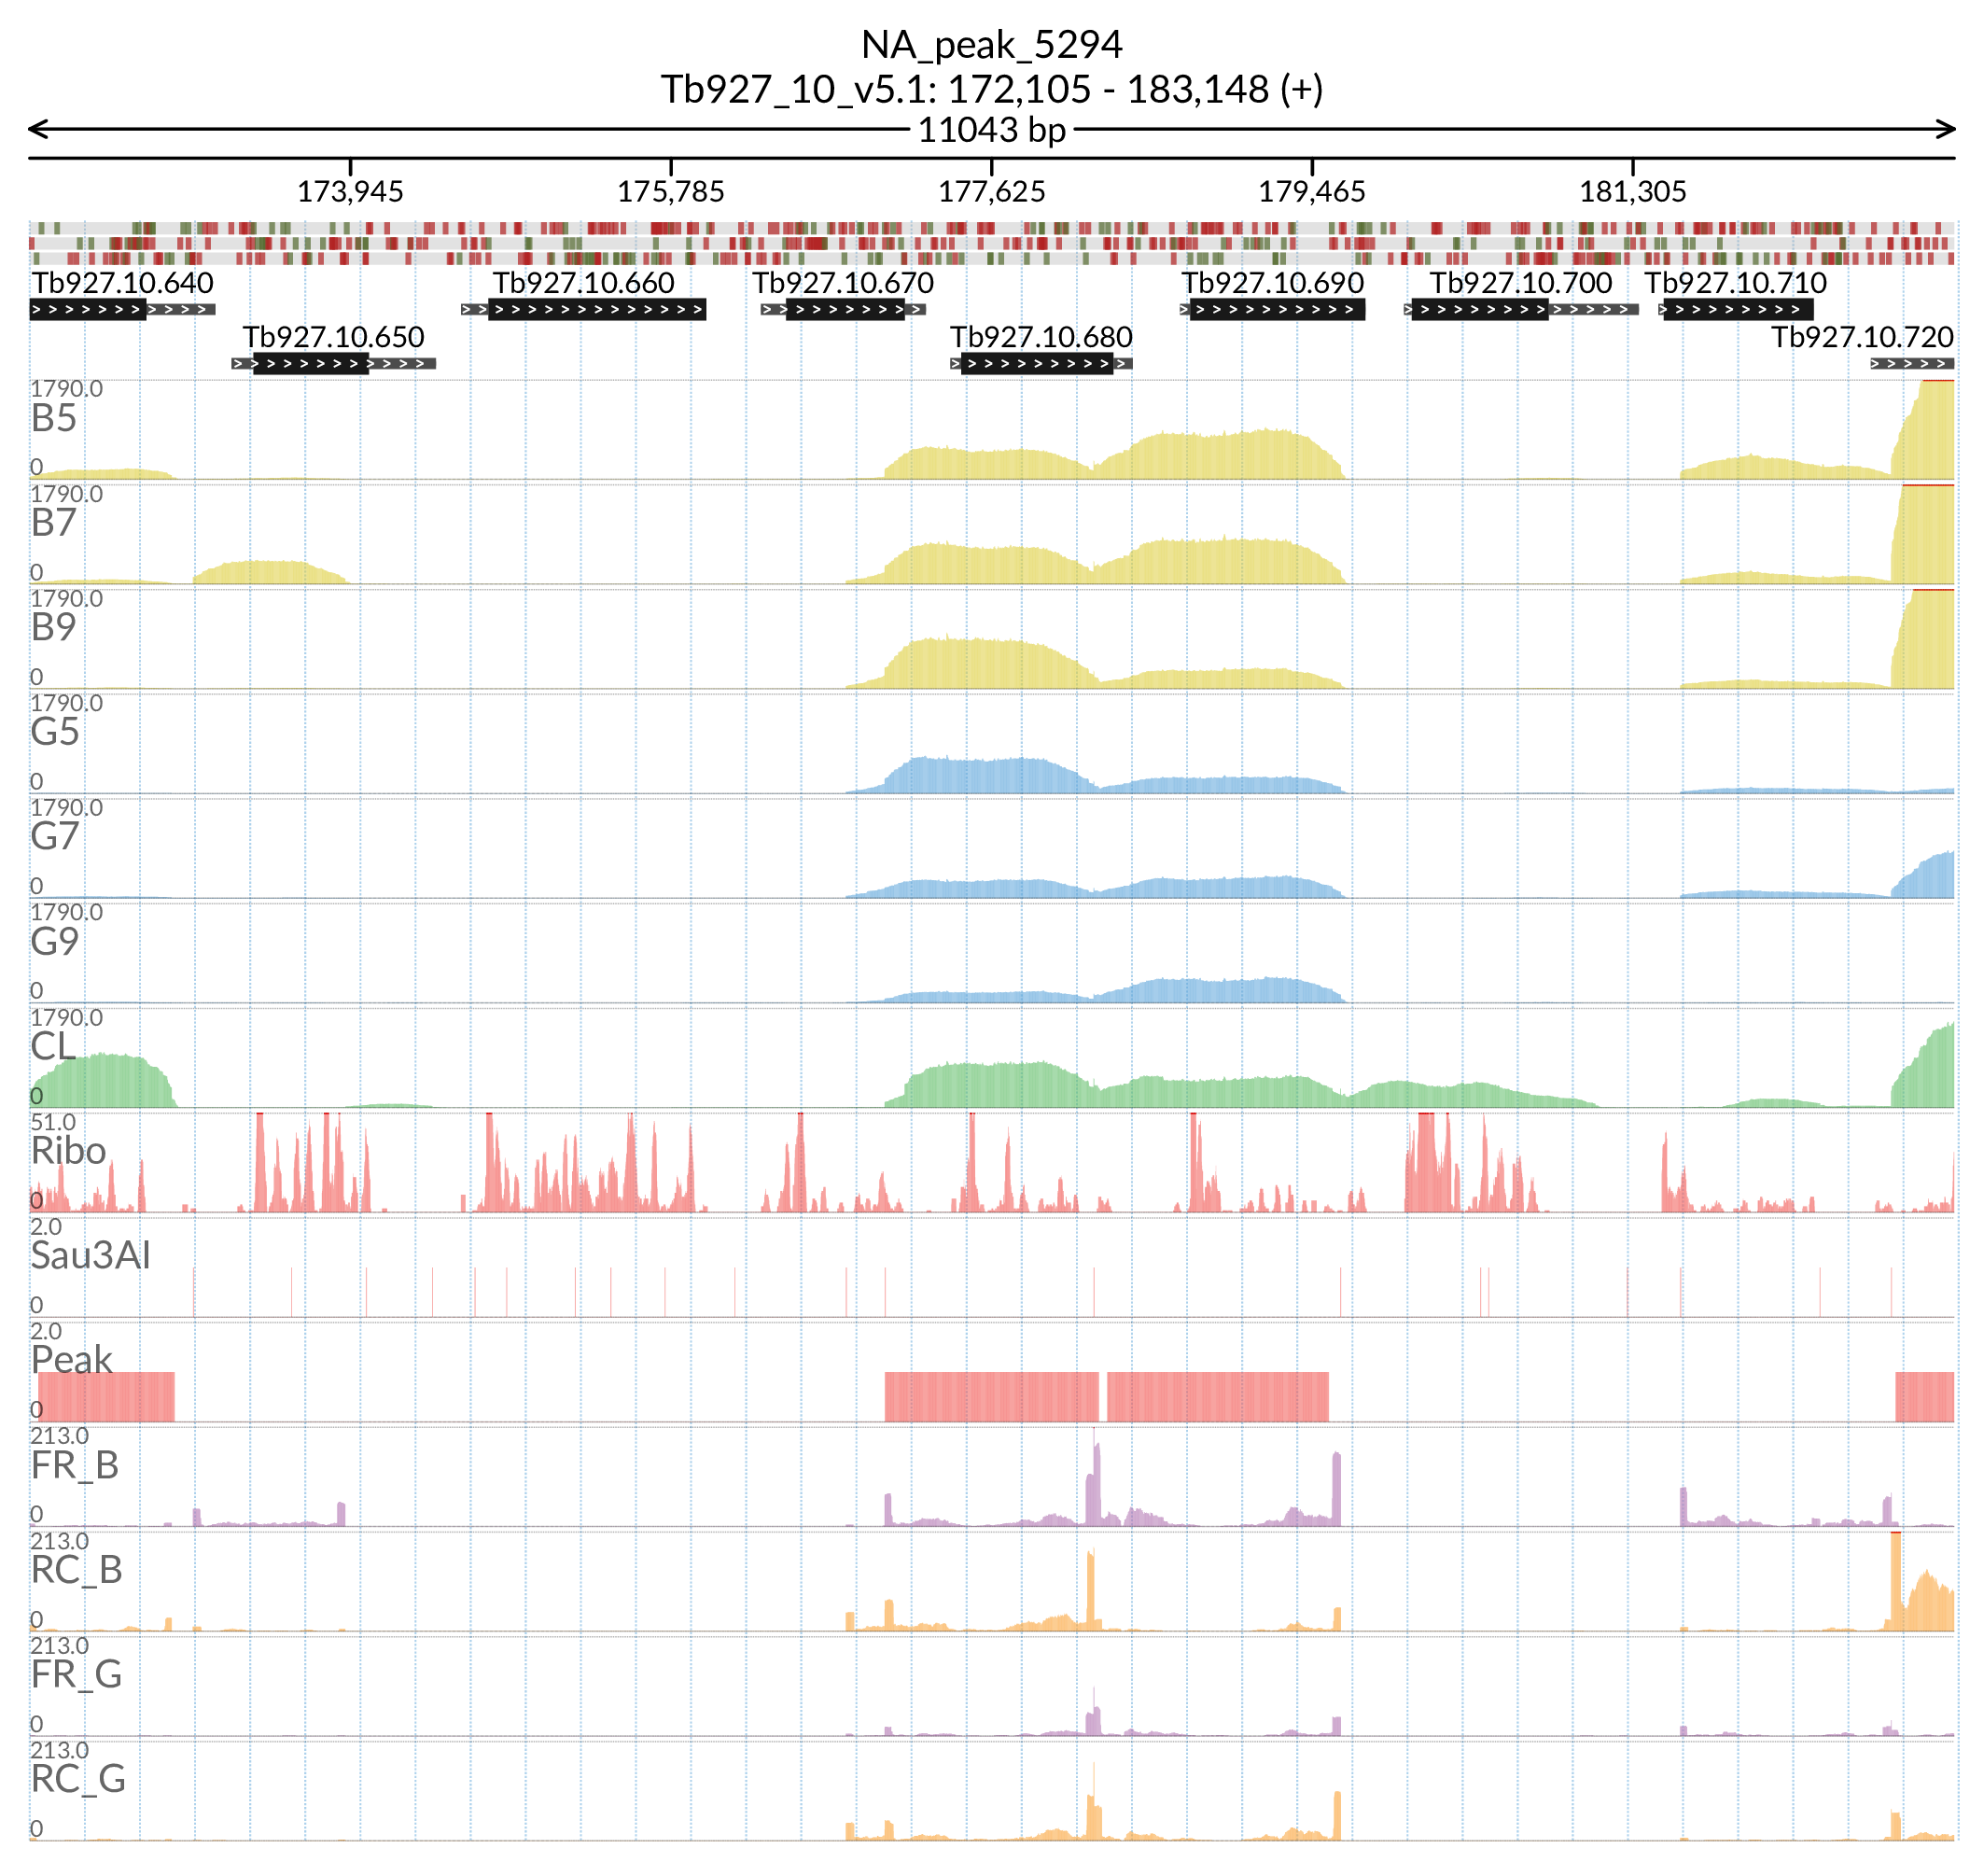 NA_peak_5294
Tb927_10_v5.1: 172,105 - 183,148 (+)
11043 bp
173,945 175,785 177,625 179,465 181,305
Tb927.10.640 Tb927.10.660 Tb927.10.670 Tb927.10.690 Tb927.10.700 Tb927.10.710
Tb927.10.650 Tb927.10.680 Tb927.10.720
1790.0
B5
0
1790.0
B7
0
1790.0
B9
0
1790.0
G5
0
1790.0
G7
0
1790.0
G9
0
1790.0
CL
0
51.0
Ribo
0
2.0
Sau3AI
0
2.0
Peak
0
213.0
FR_B
0
213.0
RC_B
0
213.0
FR_G
0
213.0
RC_G
0